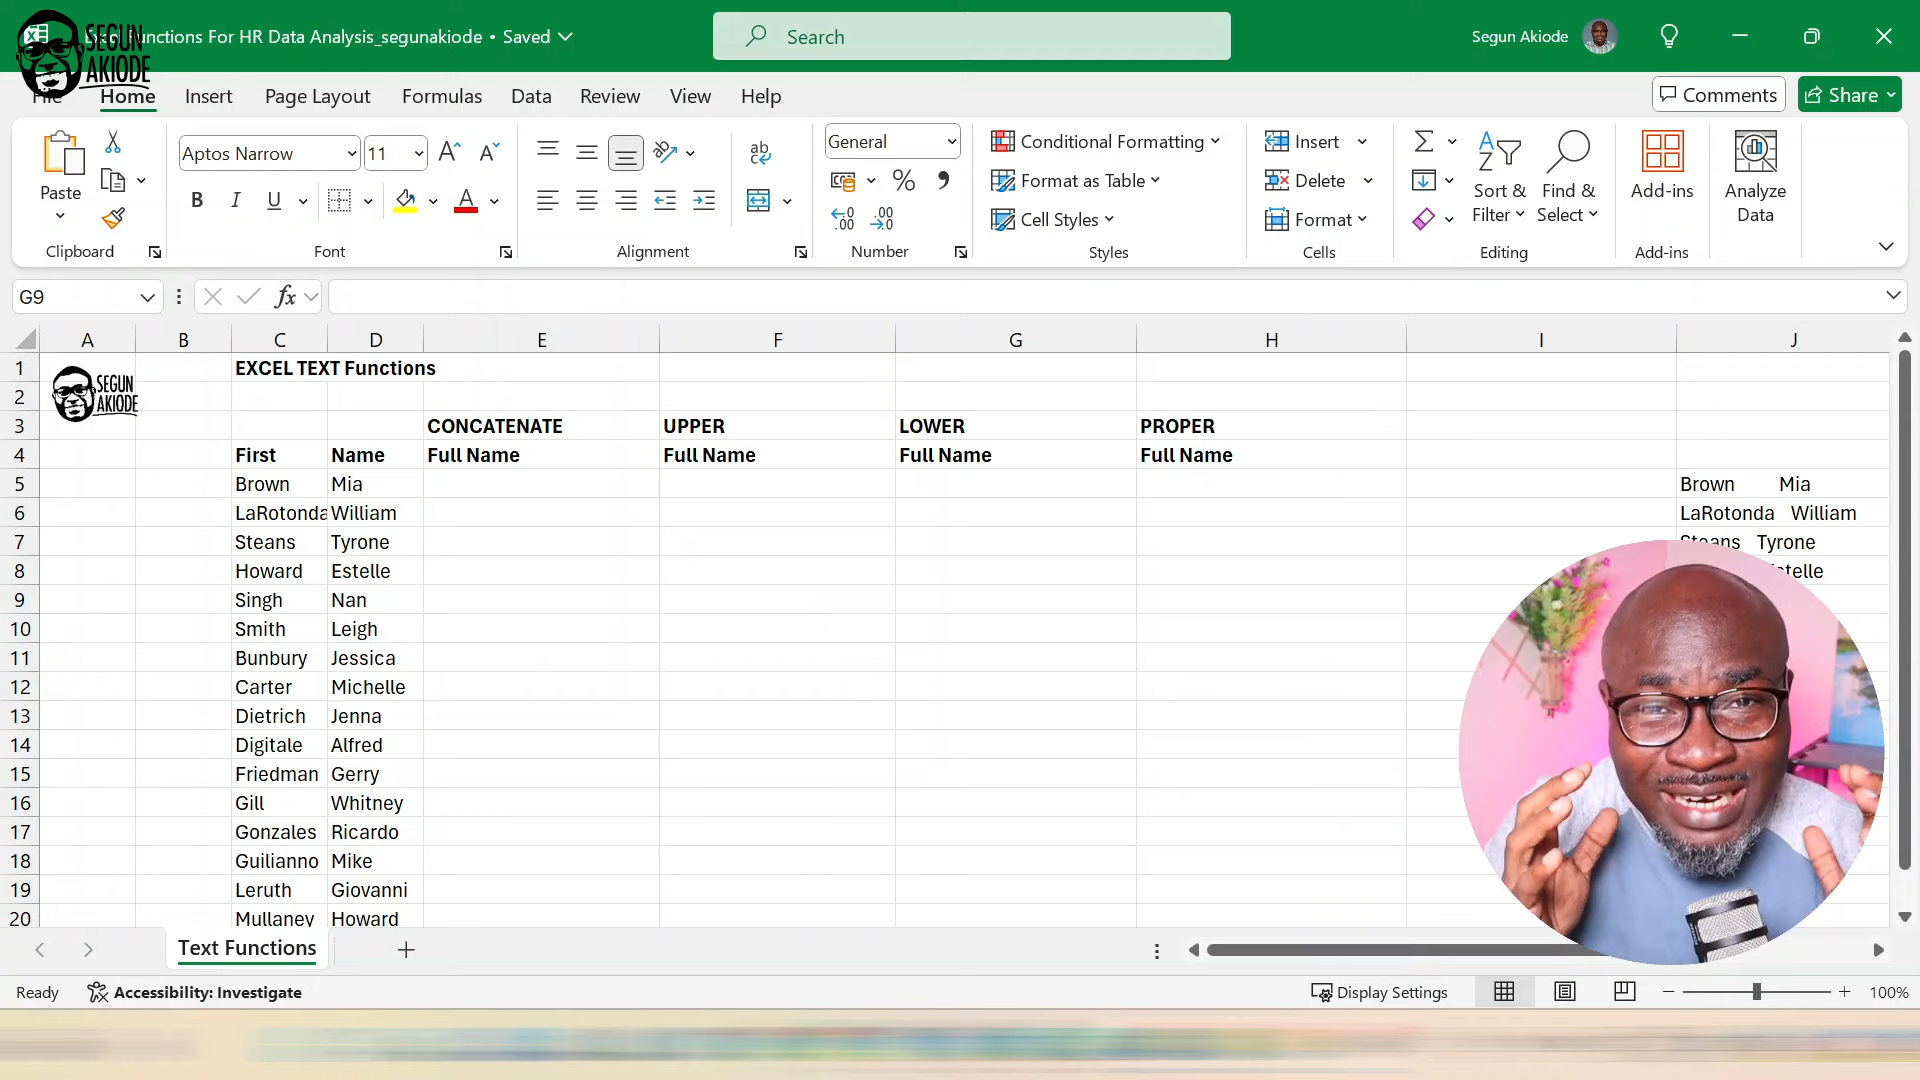 SEGUN
AKIODE
ctions For HR Data Analysis_segunakiode • Saved
Search
Segun Akiode
File Home Insert Page Layout Formulas Data Review View Help
Comments Share
Paste
Clipboard
Aptos Narrow 11
B I U
Font
ab
Alignment
General
% 9
Number
Conditional Formatting
Format as Table
Cell Styles
Styles
Insert
Delete
Format
Cells
Sort & Filter
Find & Select
Editing
Add-ins
Add-ins
Analyze Data
G9 fx
A B C D E F G H I J
1 EXCEL TEXT Functions
SEGUN
AKIODE
2
3 CONCATENATE UPPER LOWER PROPER
4 First Name Full Name Full Name Full Name Full Name
5 Brown Mia Brown Mia
6 LaRotonda William LaRotonda William
7 Steans Tyrone Steans Tyrone
8 Howard Estelle stelle
9 Singh Nan
10 Smith Leigh
11 Bunbury Jessica
12 Carter Michelle
13 Dietrich Jenna
14 Digitale Alfred
15 Friedman Gerry
16 Gill Whitney
17 Gonzales Ricardo
18 Guilianno Mike
19 Leruth Giovanni
20 Mullaney Howard
Text Functions
Ready Accessibility: Investigate Display Settings 100%